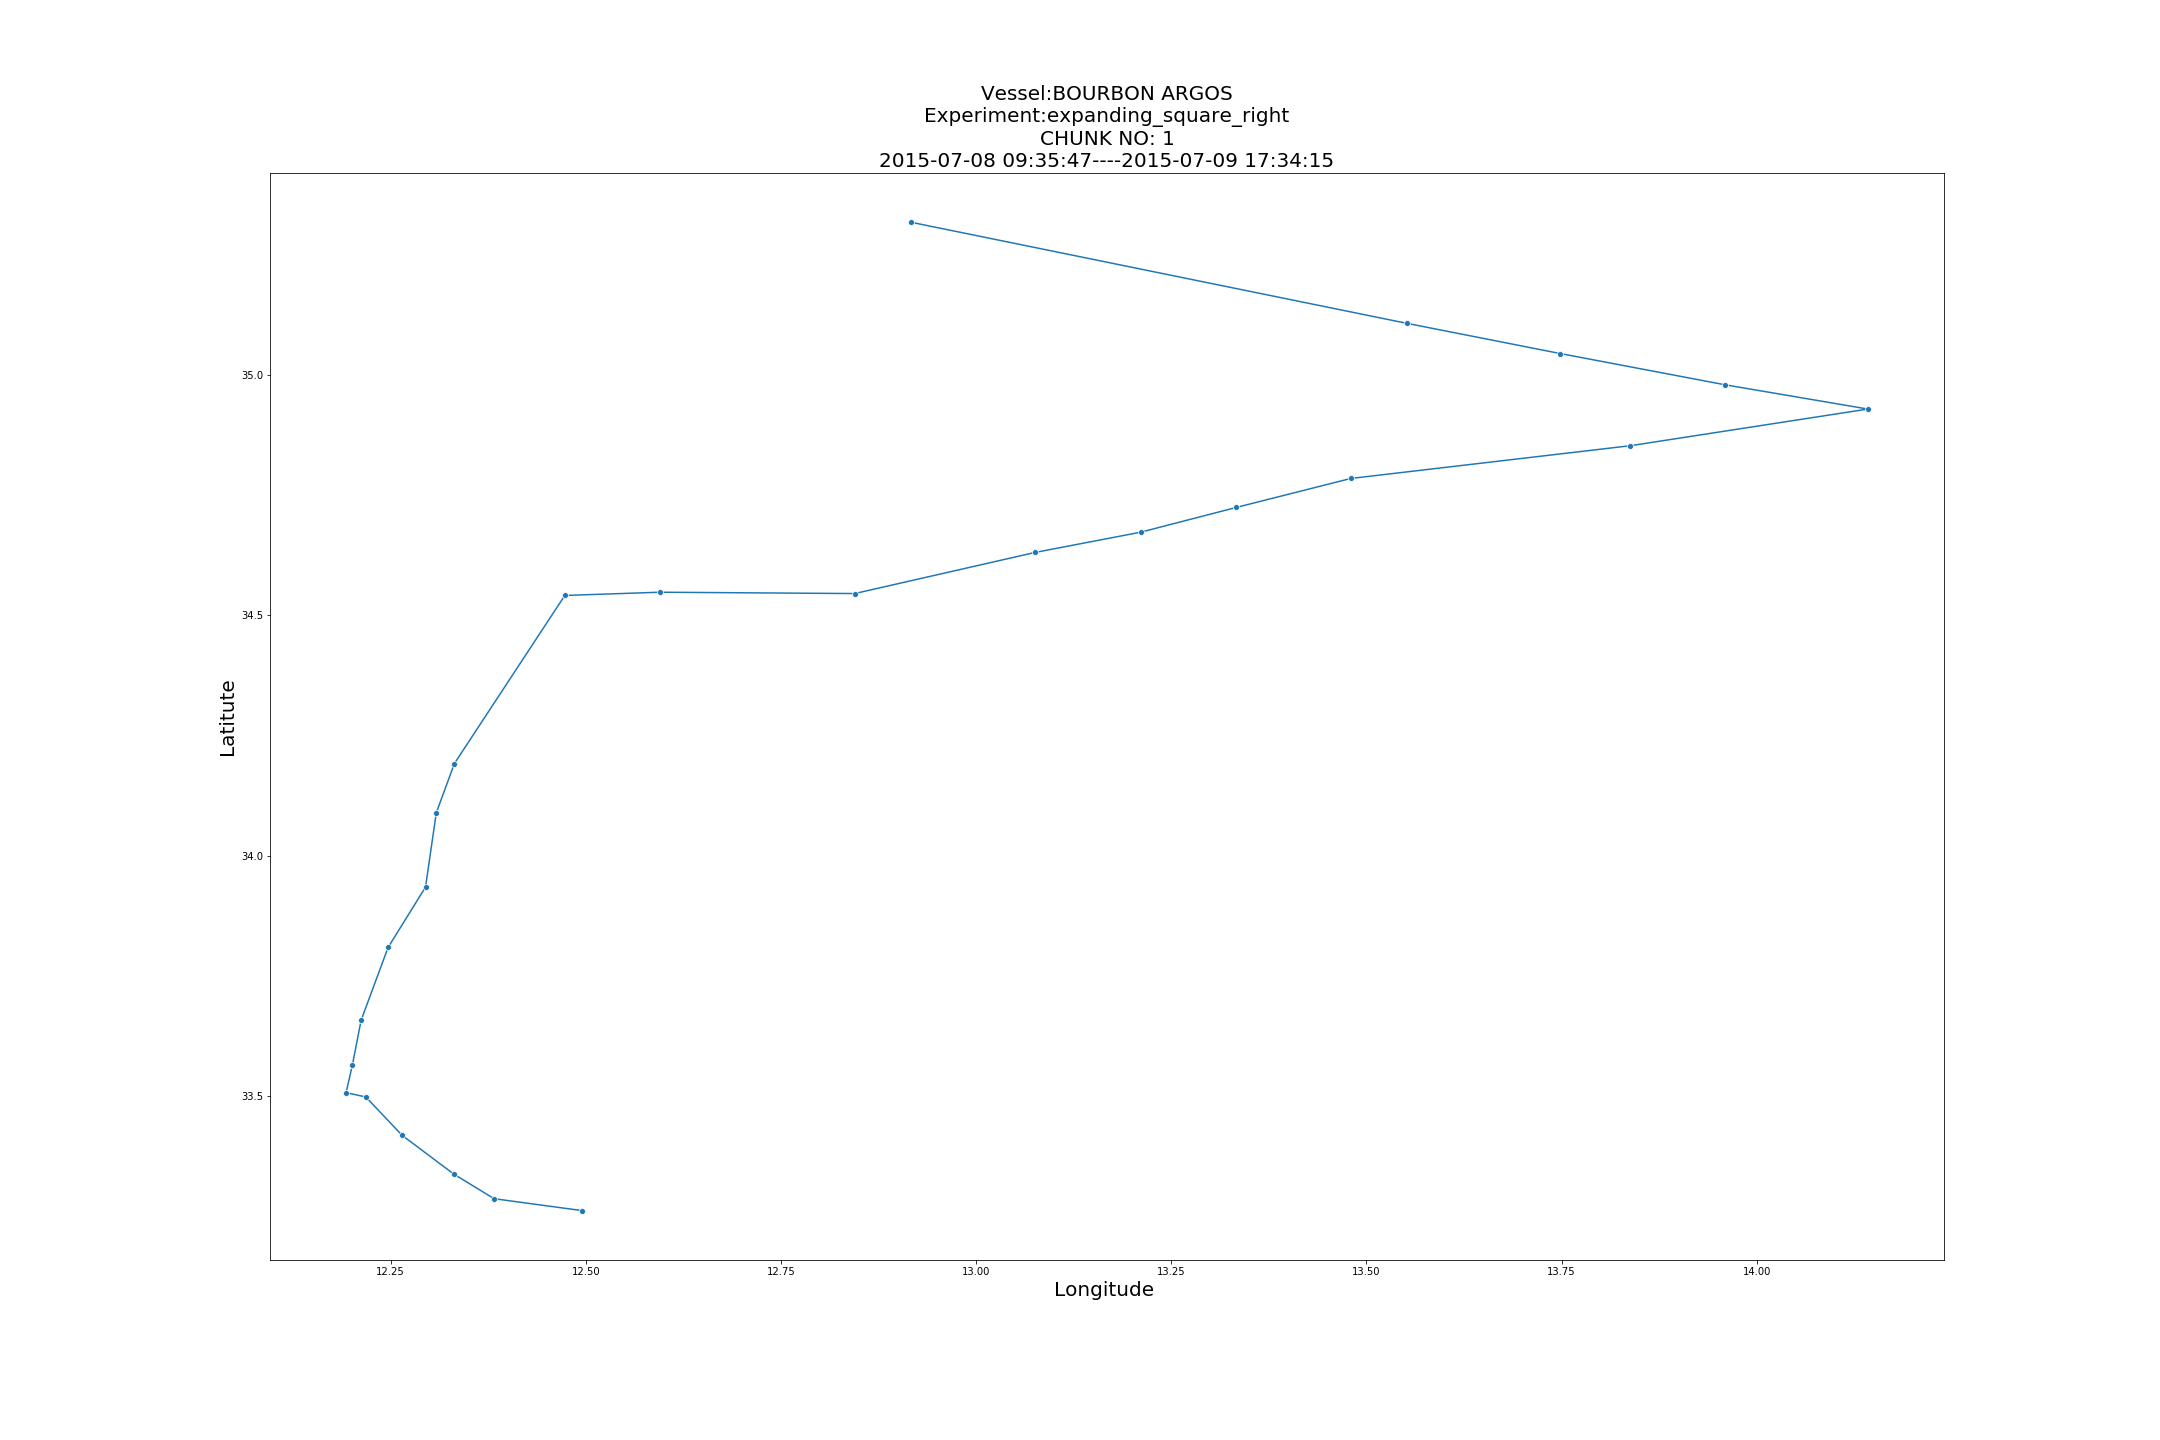 Vessel:BOURBON ARGOS
Experiment:expanding_square_right
CHUNK NO: 1
2015-07-08 09:35:47----2015-07-09 17:34:15
35.0
34.5
34.0
33.5
Latitute
12.25 12.50 12.75 13.00 13.25 13.50 13.75 14.00
Longitude